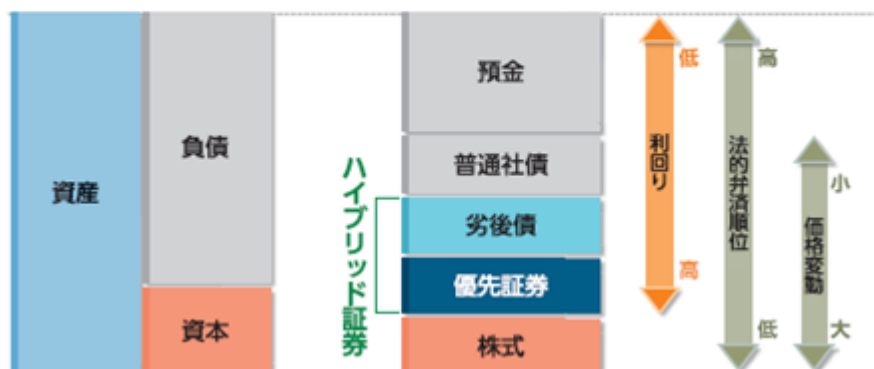 資産
負債
資本
ハイブリッド証券
預金
普通社債
劣後債
優先証券
株式
低
利回り
高
高
法的弁済順位
低
小
価格変動
大